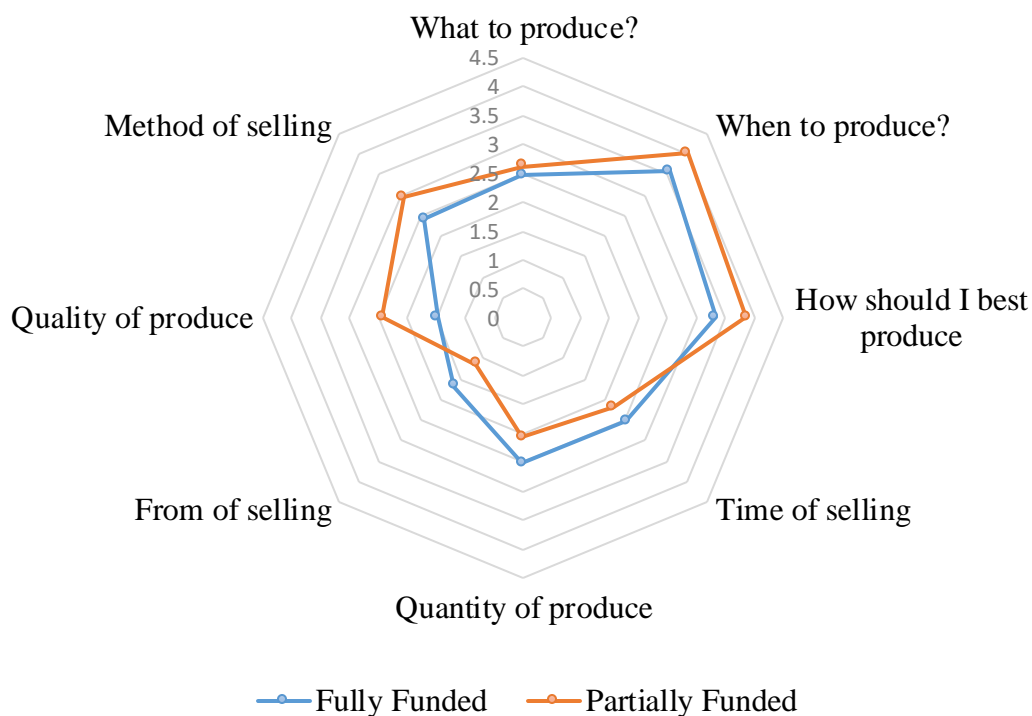 What to produce?
4.5
4
3.5
3
2.5
2
1.5
1
0.5
0
When to produce?
How should I best
produce
Time of selling
Quantity of produce
From of selling
Quality of produce
Method of selling
Fully Funded
Partially Funded